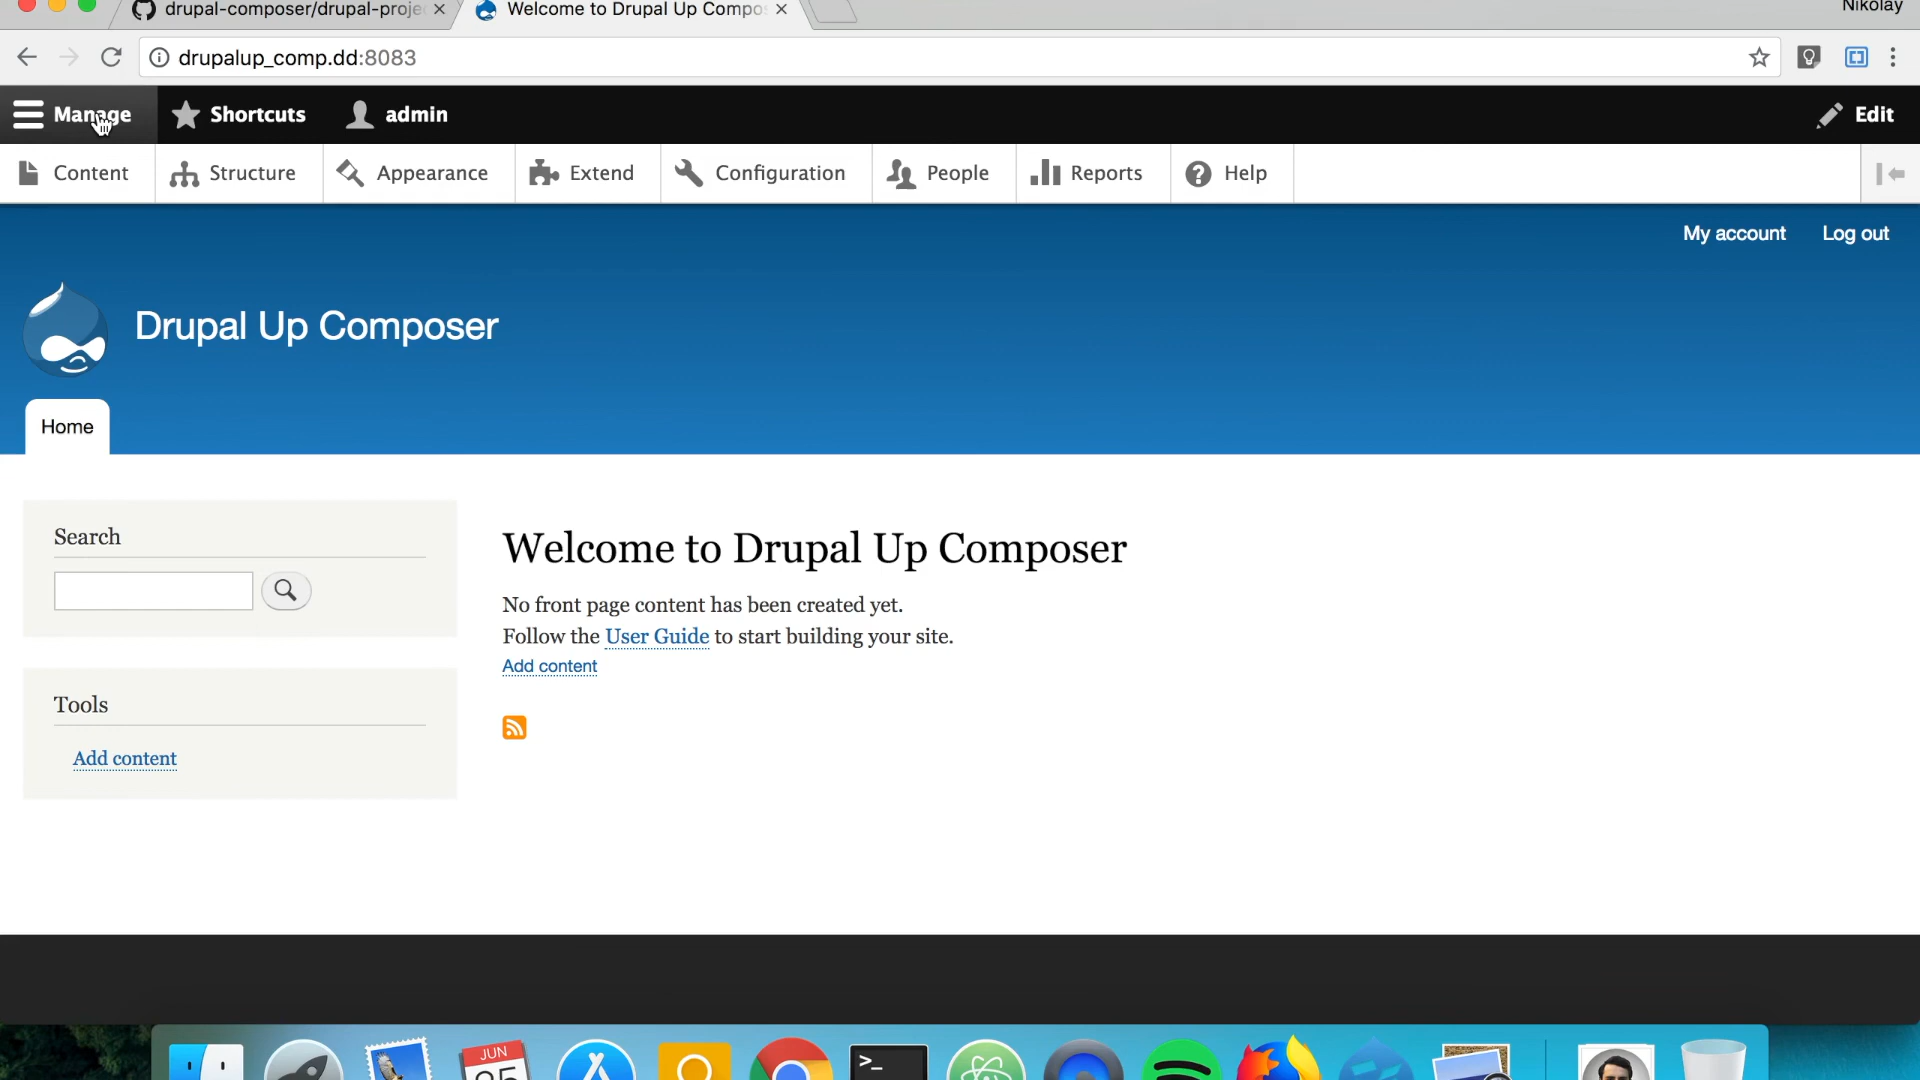 Nikolay
drupal-composer/drupal-proje
Welcome to Drupal Up Compo
drupalup_comp.dd:8083
Manage
Shortcuts
admin
Edit
Content
Structure
Appearance
Extend
Configuration
People
Reports
Help
My account
Log out
Drupal Up Composer
Home
Search
Welcome to Drupal Up Composer
No front page content has been created yet.
Follow the User Guide to start building your site.
Add content
Tools
Add content
JUN
25
>_